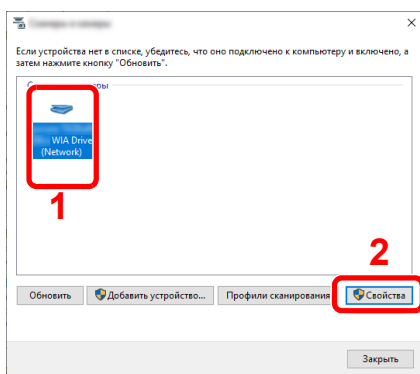 Если устройства нет в списке, убедитесь, что оно подключено к компьютеру и включено, а
затем нажмите кнопку "Обновить".
WIA Drive
(Network)
1
2
Обновить
Добавить устройство...
Профили сканирования
Свойства
Закрыть